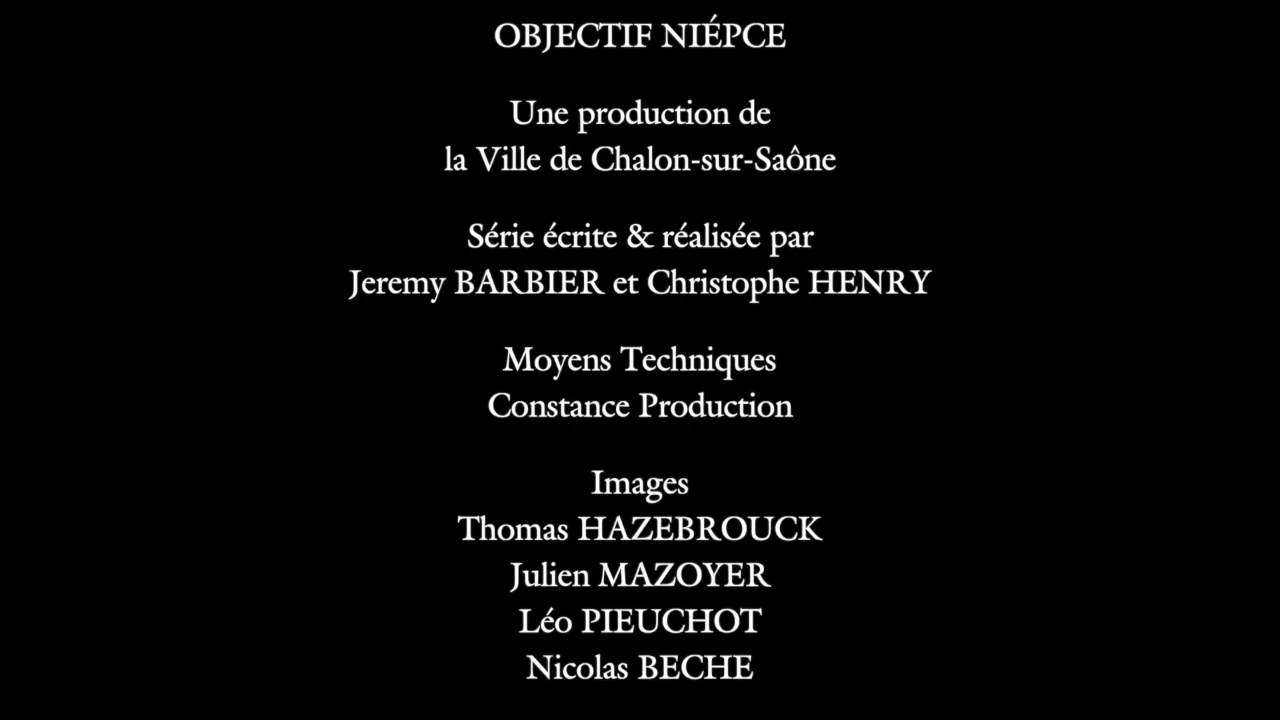 OBJECTIF NIÉPCE
Une production de
la Ville de Chalon-sur-Saône
Série écrite & réalisée par
Jeremy BARBIER et Christophe HENRY
Moyens Techniques
Constance Production
Images
Thomas HAZEBROUCK
Julien MAZOYER
Léo PIEUCHOT
Nicolas BECHE